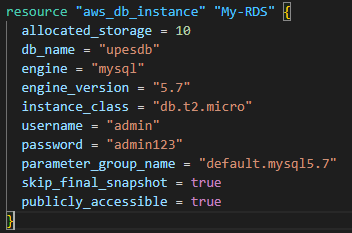 resource "aws_db_instance" "My-RDS" {
  allocated_storage = 10
  db_name = "upesdb"
  engine = "mysql"
  engine_version = "5.7"
  instance_class = "db.t2.micro"
  username = "admin"
  password = "admin123"
  parameter_group_name = "default.mysql5.7"
  skip_final_snapshot = true
  publicly_accessible = true
}